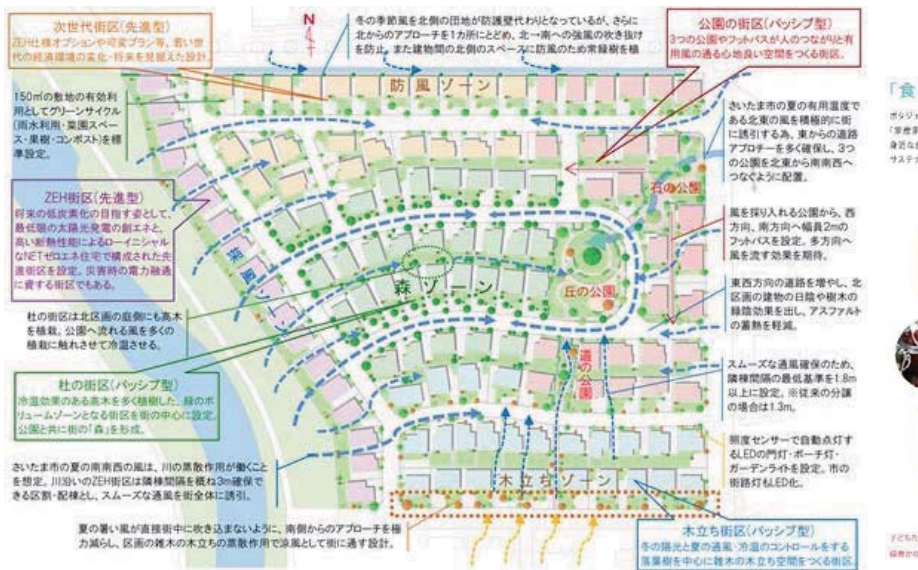 次世代街区(先進型)
ZEH仕様オプションや可変プラン等、若い世
代の経済環境の変化・将来を見据えた設計。
N
冬の季節風を北側の団地が防護壁代わりとなっているが、さらに
北からのアプローチを1カ所にとどめ、北→南への強風の吹き抜け
を防止。また建物間の北側のスペースに防風のため常緑樹を植
公園の街区(パッシブ型)
3つの公園やフットパスが人のつながりと有
用風の通る心地良い空間をつくる街区。
防風ゾーン
150㎡の敷地の有効利
用としてグリーンサイクル
(雨水利用・菜園スペー
ス・果樹・コンポスト)を標
準設定。
さいたま市の夏の有用温度で
ある北東の風を積極的に街
に誘引する為、東からの道路
アプロチーを多く確保し、3つ
の公園を北東から南南西へ
つなぐように配置。
石の公園
ZEH街区(先進型)
将来の低炭素化の目指す姿として、
最低限の太陽光発電の創エネと、
高い断熱性能によるローイニシャル
なNETゼロエネ住宅で構成された先
進街区を設定。災害時の電力融通
に資する街区でもある。
風を採り入れる公園から、西
方向、南方向へ幅員2mの
フットパスを設定。多方向へ
風を流す効果を期待。
森ゾーン
丘の公園
東西方向の道路を増やし、北
区画の建物の日陰や樹木の
緑陰効果を出し、アスファルト
の蓄熱を軽減。
杜の街区は北区画の庭側にも高木
を植栽。公園へ流れる風を多くの
植栽に触れさせて冷温させる。
道の公園
杜の街区(パッシブ型)
冷温効果のある高木を多く植樹した、緑のボ
リュームゾーンとなる街区を街の中心に設定。
公園と共に街の「森」を形成。
スムーズな通風確保のため、
隣棟間隔の最低基準を1.8m
以上に設定。※従来の分譲
の場合は1.3m。
照度センサーで自動点灯す
るLEDの門灯・ポーチ灯・
ガーデンライトを設定。市の
街路灯もLED化。
さいたま市の夏の南南西の風は、川の蒸散作用が働くこと
を想定。川沿いのZEH街区は隣棟間隔を概ね3m確保で
きる区割・配棟とし、スムーズな通風を街全体に誘引。
木立ちゾーン
夏の暑い風が直接街中に吹き込まないように、南側からのアプローチを極
力減らし、区画の雑木の木立ちの蒸散作用で涼風として街に通す設計。
木立ち街区(パッシブ型)
冬の陽光と夏の通風・冷温のコントロールをする
落葉樹を中心に雑木の木立ち空間をつくる街区。
「食